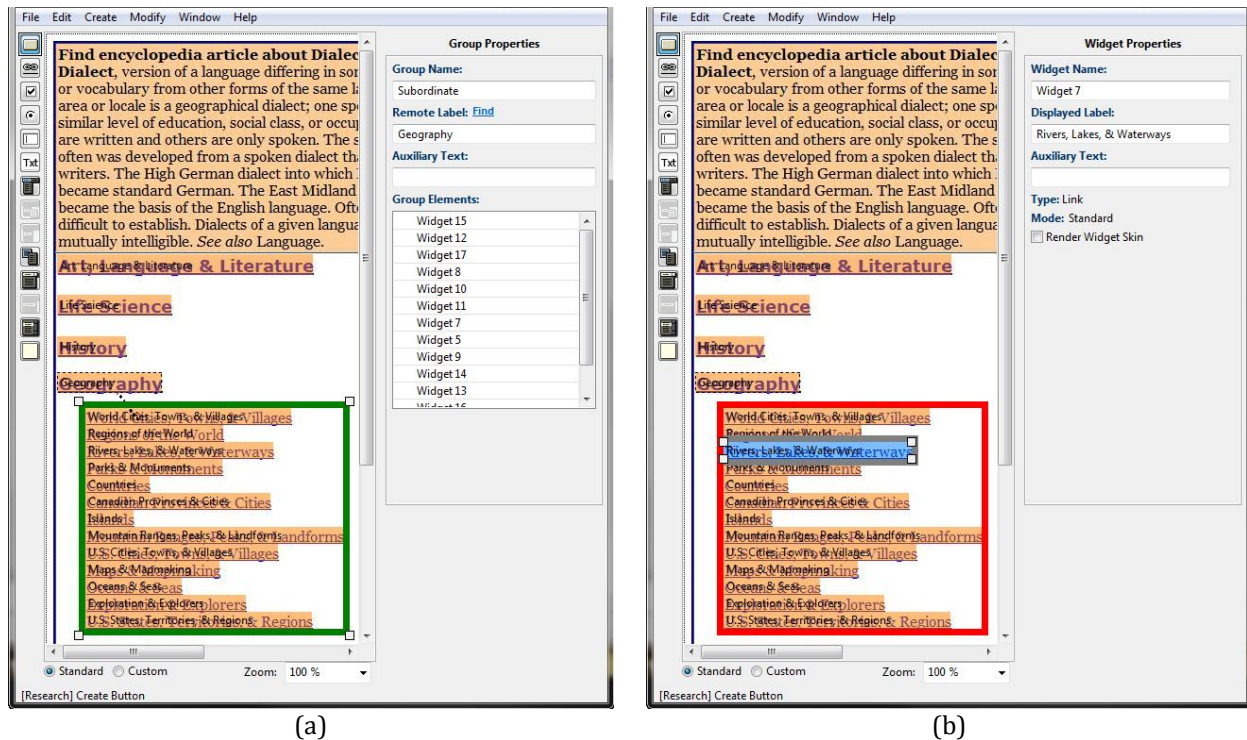 File Edit Create Modify Window Help
Find encyclopedia article about Dialec
Dialect, version of a language differing in sor
or vocabulary from other forms of the same la
area or locale is a geographical dialect; one spe
similar level of education, social class, or occup
are written and others are only spoken. The s
often was developed from a spoken dialect tha
writers. The High German dialect into which
became standard German. The East Midland
became the basis of the English language. Ofte
difficult to establish. Dialects of a given langua
mutually intelligible. See also Language.
Art, Language & Literature
Life Science
History
Geography
World Cities, Towns, & Villages
Regions of the World
Rivers, Lakes, & Waterways
Parks & Monuments
Countries
Canadian Provinces & Cities
Islands
Mountain Ranges, Peaks, & Landforms
U.S. Cities, Towns, & Villages
Maps & Mapmaking
Oceans & Seas
Exploration & Explorers
U.S. States, Territories, & Regions
Txt
Group Properties
Group Name:
Subordinate
Remote Label: Find
Geography
Auxiliary Text:
Group Elements:
Widget 15
Widget 12
Widget 17
Widget 8
Widget 10
Widget 11
Widget 7
Widget 5
Widget 9
Widget 14
Widget 13
Widget 16
Standard Custom Zoom: 100 %
[Research] Create Button
(a)
File Edit Create Modify Window Help
Find encyclopedia article about Dialec
Dialect, version of a language differing in sor
or vocabulary from other forms of the same la
area or locale is a geographical dialect; one spe
similar level of education, social class, or occup
are written and others are only spoken. The s
often was developed from a spoken dialect tha
writers. The High German dialect into which
became standard German. The East Midland
became the basis of the English language. Ofte
difficult to establish. Dialects of a given langua
mutually intelligible. See also Language.
Art, Language & Literature
Life Science
History
Geography
World Cities, Towns, & Villages
Regions of the World
Rivers, Lakes, & Waterways
Parks & Monuments
Countries
Canadian Provinces & Cities
Islands
Mountain Ranges, Peaks, & Landforms
U.S. Cities, Towns, & Villages
Maps & Mapmaking
Oceans & Seas
Exploration & Explorers
U.S. States, Territories, & Regions
Txt
Widget Properties
Widget Name:
Widget 7
Displayed Label:
Rivers, Lakes, & Waterways
Auxiliary Text:
Type: Link
Mode: Standard
Render Widget Skin
Standard Custom Zoom: 100 %
[Research] Create Button
(b)